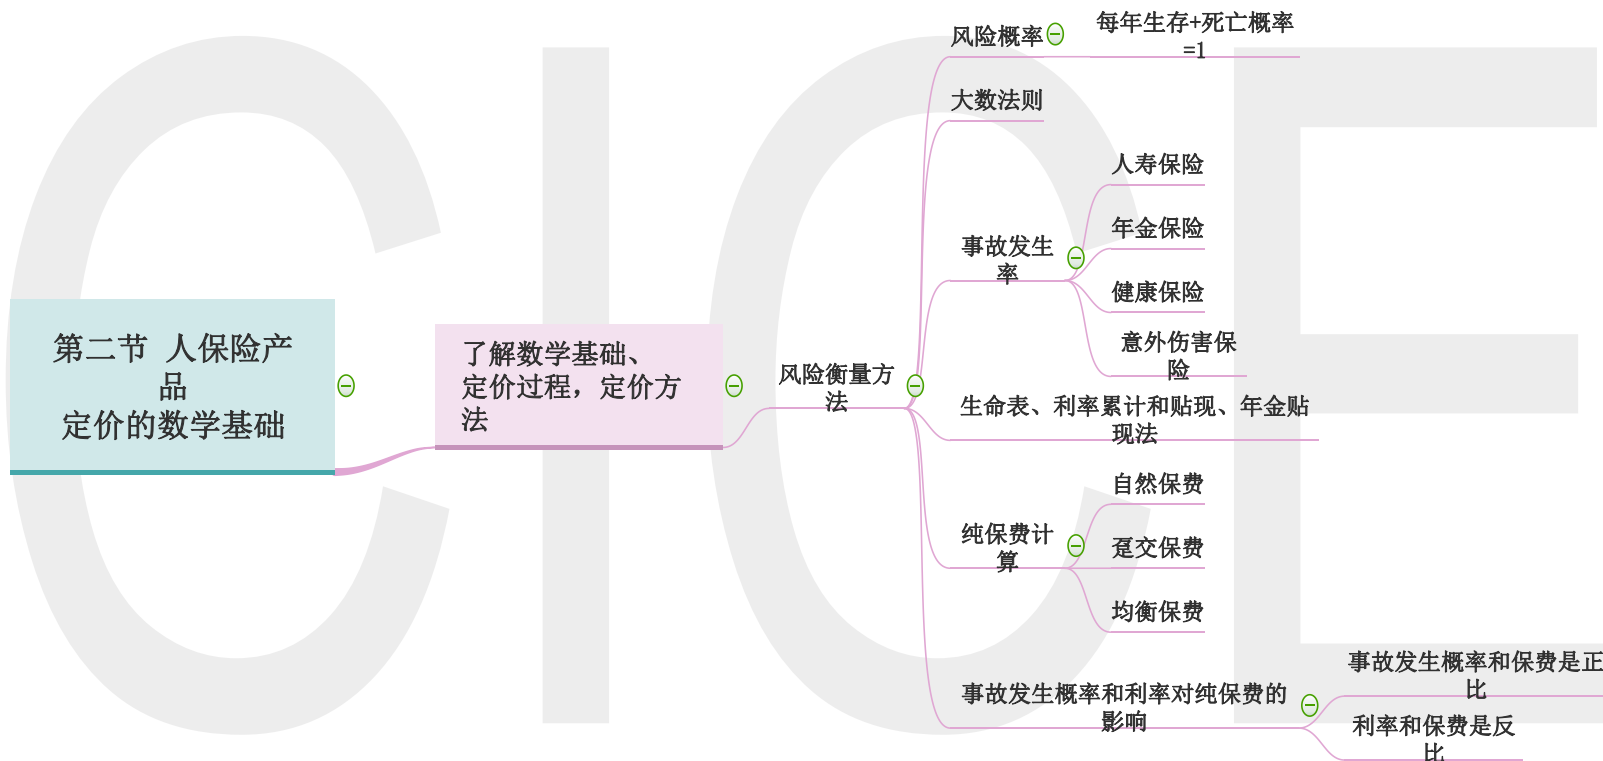 第二节 人保险产
品
定价的数学基础
了解数学基础、
定价过程，定价方
法
风险衡量方
法
风险概率
每年生存+死亡概率
=1
大数法则
事故发生
率
人寿保险
年金保险
健康保险
意外伤害保
险
生命表、利率累计和贴现、年金贴
现法
纯保费计
算
自然保费
趸交保费
均衡保费
事故发生概率和利率对纯保费的
影响
事故发生概率和保费是正
比
利率和保费是反
比
CICE